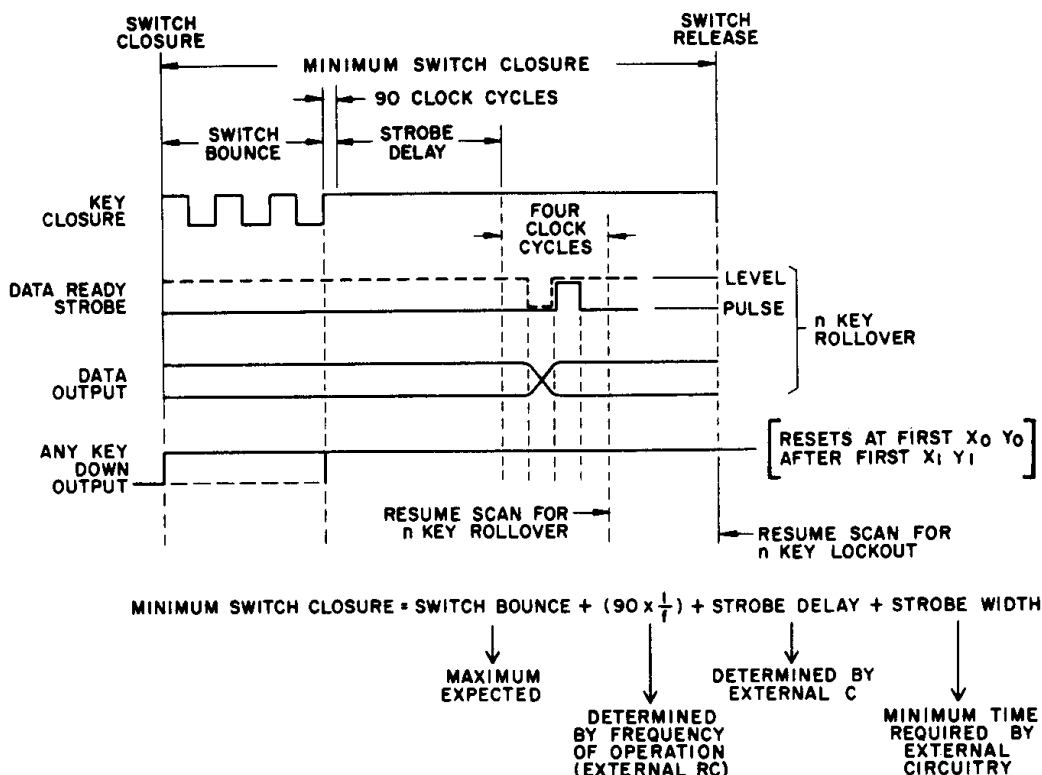 SWITCH CLOSURE
SWITCH RELEASE
MINIMUM SWITCH CLOSURE
90 CLOCK CYCLES
SWITCH BOUNCE
STROBE DELAY
KEY CLOSURE
FOUR CLOCK CYCLES
DATA READY STROBE
LEVEL
PULSE
n KEY ROLLOVER
DATA OUTPUT
ANY KEY DOWN OUTPUT
[RESETS AT FIRST X₀ Y₀
AFTER FIRST X₁ Y₁]
RESUME SCAN FOR n KEY ROLLOVER
RESUME SCAN FOR n KEY LOCKOUT
MINIMUM SWITCH CLOSURE = SWITCH BOUNCE + (90 x 1/f) + STROBE DELAY + STROBE WIDTH
MAXIMUM EXPECTED
DETERMINED BY FREQUENCY OF OPERATION (EXTERNAL RC)
DETERMINED BY EXTERNAL C
MINIMUM TIME REQUIRED BY EXTERNAL CIRCUITRY